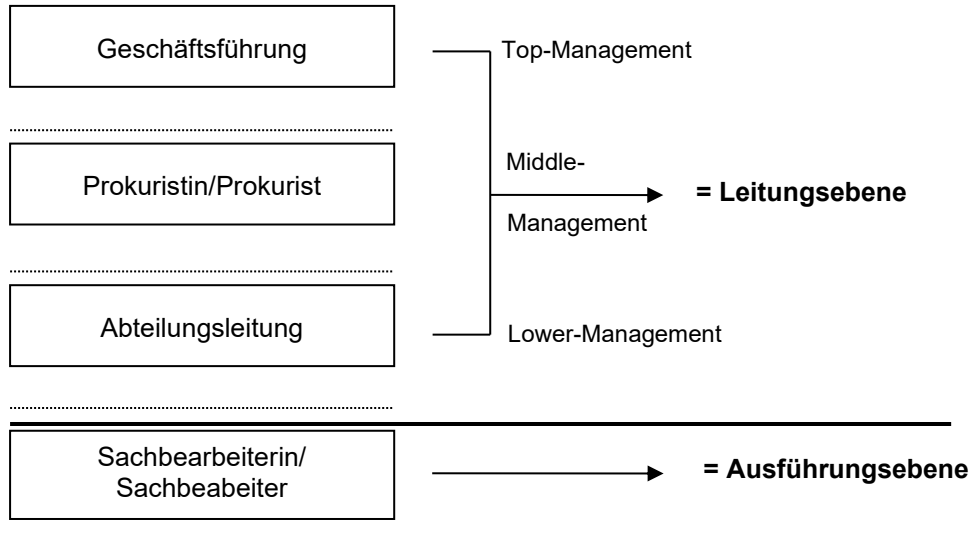 Geschäftsführung
Top-Management
Middle-
Prokuristin/Prokurist
= Leitungsebene
Management
Abteilungsleitung
Lower-Management
Sachbearbeiterin/
Sachbeabeiter
= Ausführungsebene